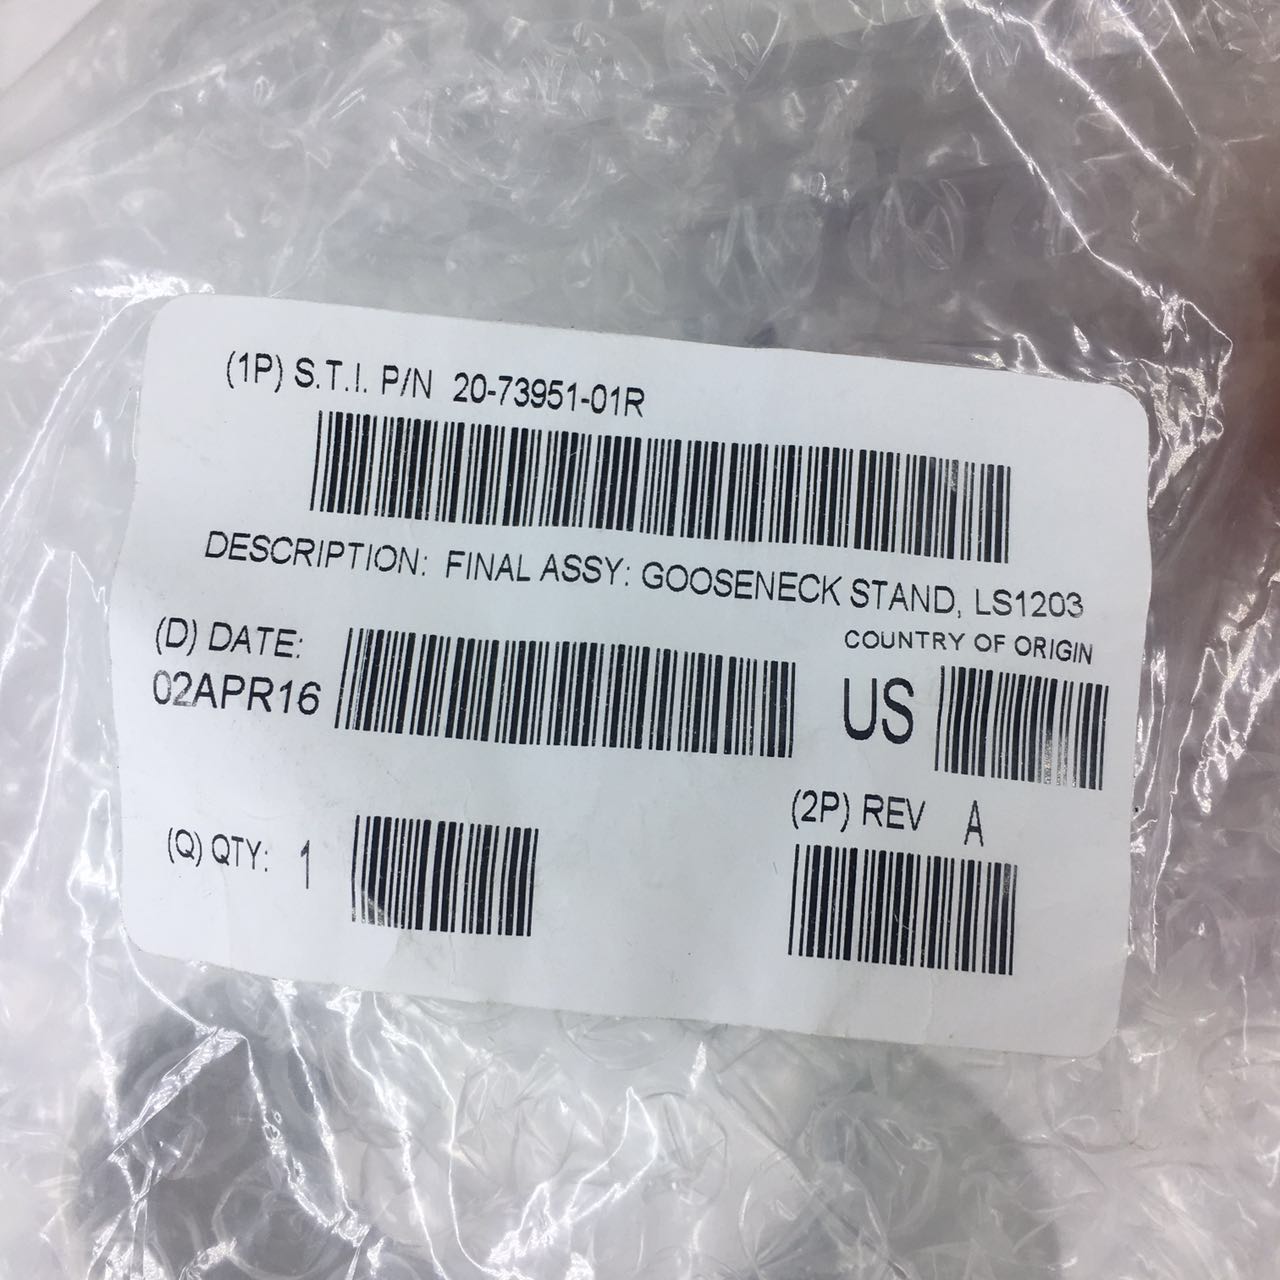 (1P) S.T.I. P/N 20-73951-01R
DESCRIPTION: FINAL ASSY: GOOSENECK STAND, LS1203
(D) DATE:
02APR16
COUNTRY OF ORIGIN
US
(Q) QTY: 1
(2P) REV A